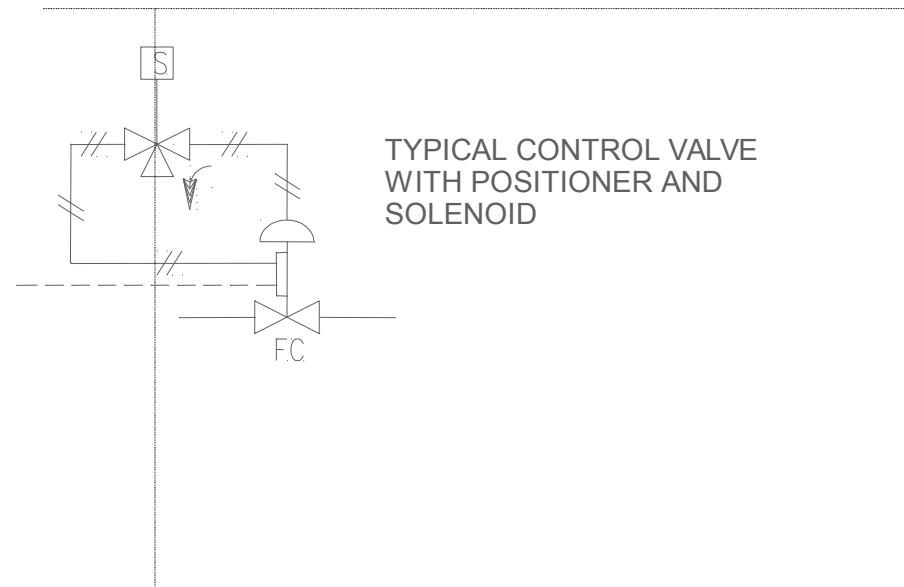 S
TYPICAL CONTROL VALVE
WITH POSITIONER AND
SOLENOID
F.C.